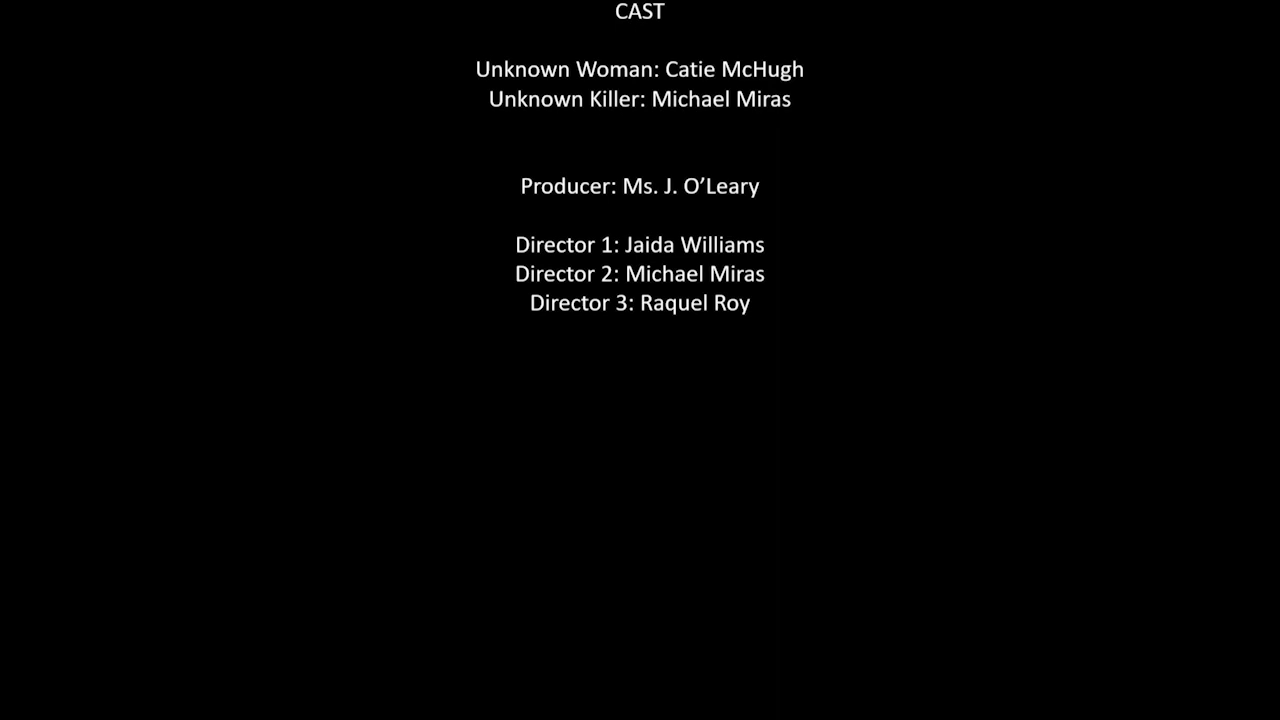 CAST
Unknown Woman: Catie McHugh
Unknown Killer: Michael Miras
Producer: Ms. J. O’Leary
Director 1: Jaida Williams
Director 2: Michael Miras
Director 3: Raquel Roy